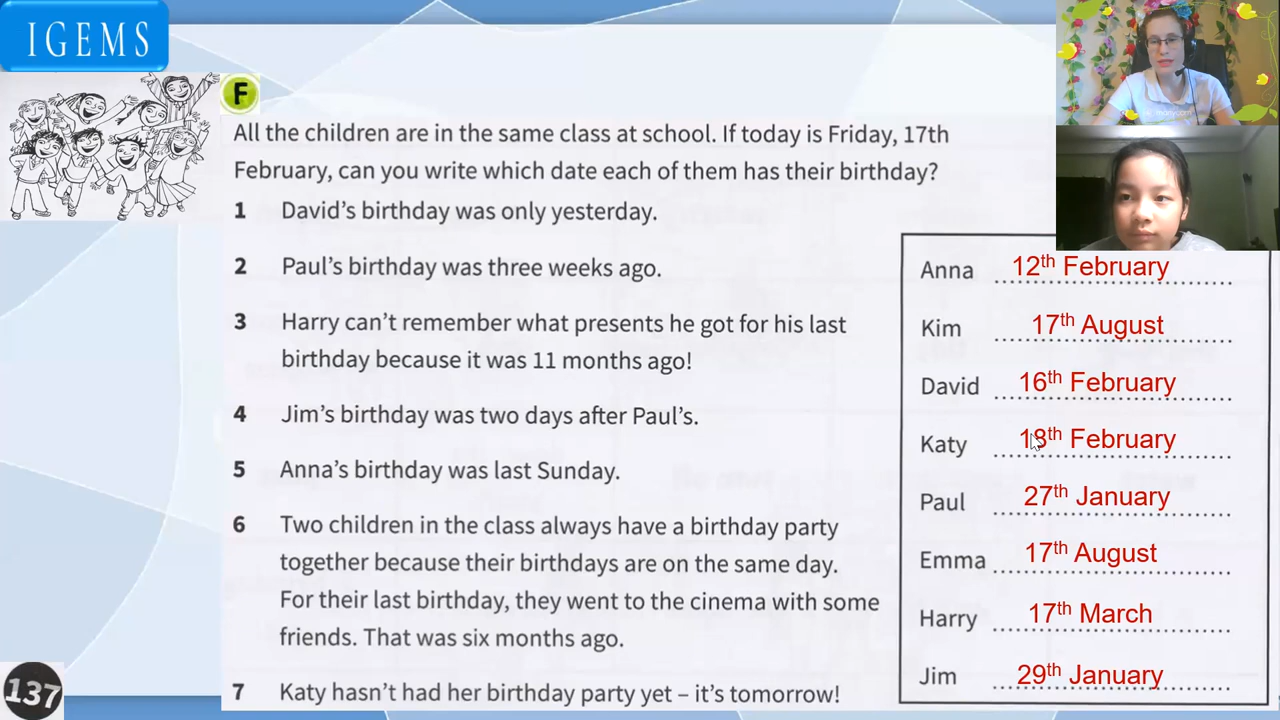 IGEMS
F
All the children are in the same class at school. If today is Friday, 17th
February, can you write which date each of them has their birthday?
1 David's birthday was only yesterday.
2 Paul's birthday was three weeks ago.
3 Harry can't remember what presents he got for his last
birthday because it was 11 months ago!
4 Jim's birthday was two days after Paul's.
5 Anna's birthday was last Sunday.
6 Two children in the class always have a birthday party
together because their birthdays are on the same day.
For their last birthday, they went to the cinema with some
friends. That was six months ago.
7 Katy hasn't had her birthday party yet – it's tomorrow!
Anna 12th February
Kim 17th August
David 16th February
Katy 18th February
Paul 27th January
Emma 17th August
Harry 17th March
Jim 29th January
137